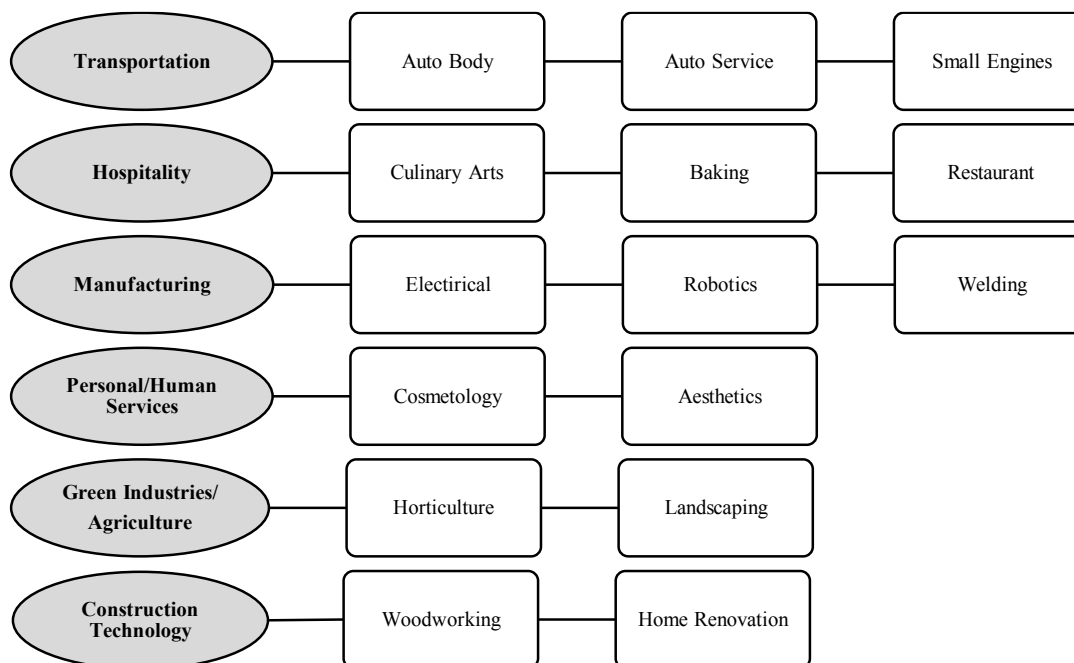 Transportation
Auto Body
Auto Service
Small Engines
Hospitality
Culinary Arts
Baking
Restaurant
Manufacturing
Electirical
Robotics
Welding
Personal/Human
Services
Cosmetology
Aesthetics
Green Industries/
Agriculture
Horticulture
Landscaping
Construction
Technology
Woodworking
Home Renovation